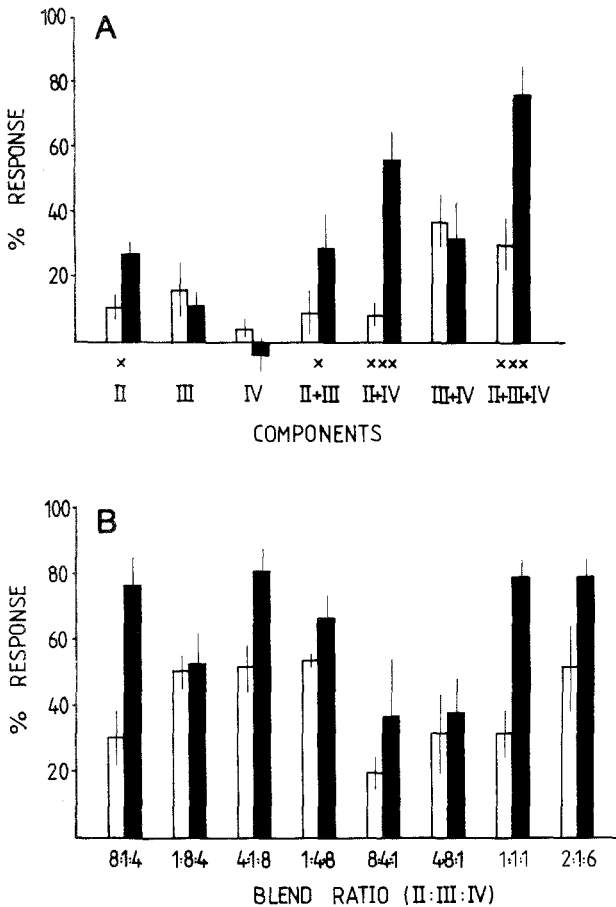 A
100
80
60
40
20
% RESPONSE
× × ××× ×××
II III IV II+III II+IV III+IV II+III+IV
COMPONENTS
B
100
80
60
40
20
% RESPONSE
8:1:4 1:8:4 4:1:8 1:4:8 8:4:1 4:8:1 1:1:1 2:1:6
BLEND RATIO (II:III:IV)